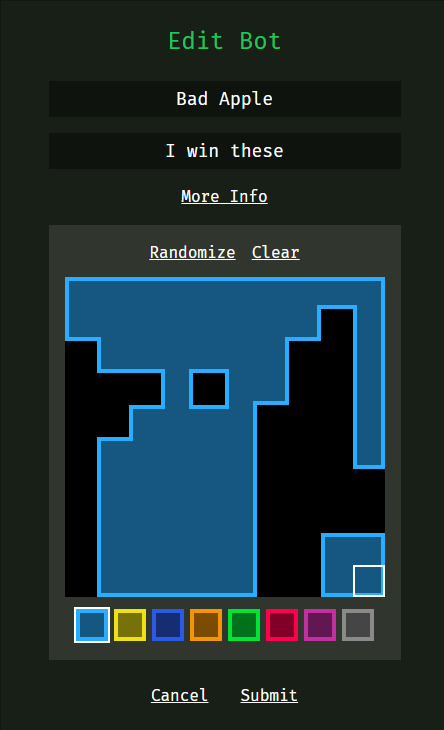 Edit Bot
Bad Apple
I win these
More Info
Randomize Clear
Cancel Submit